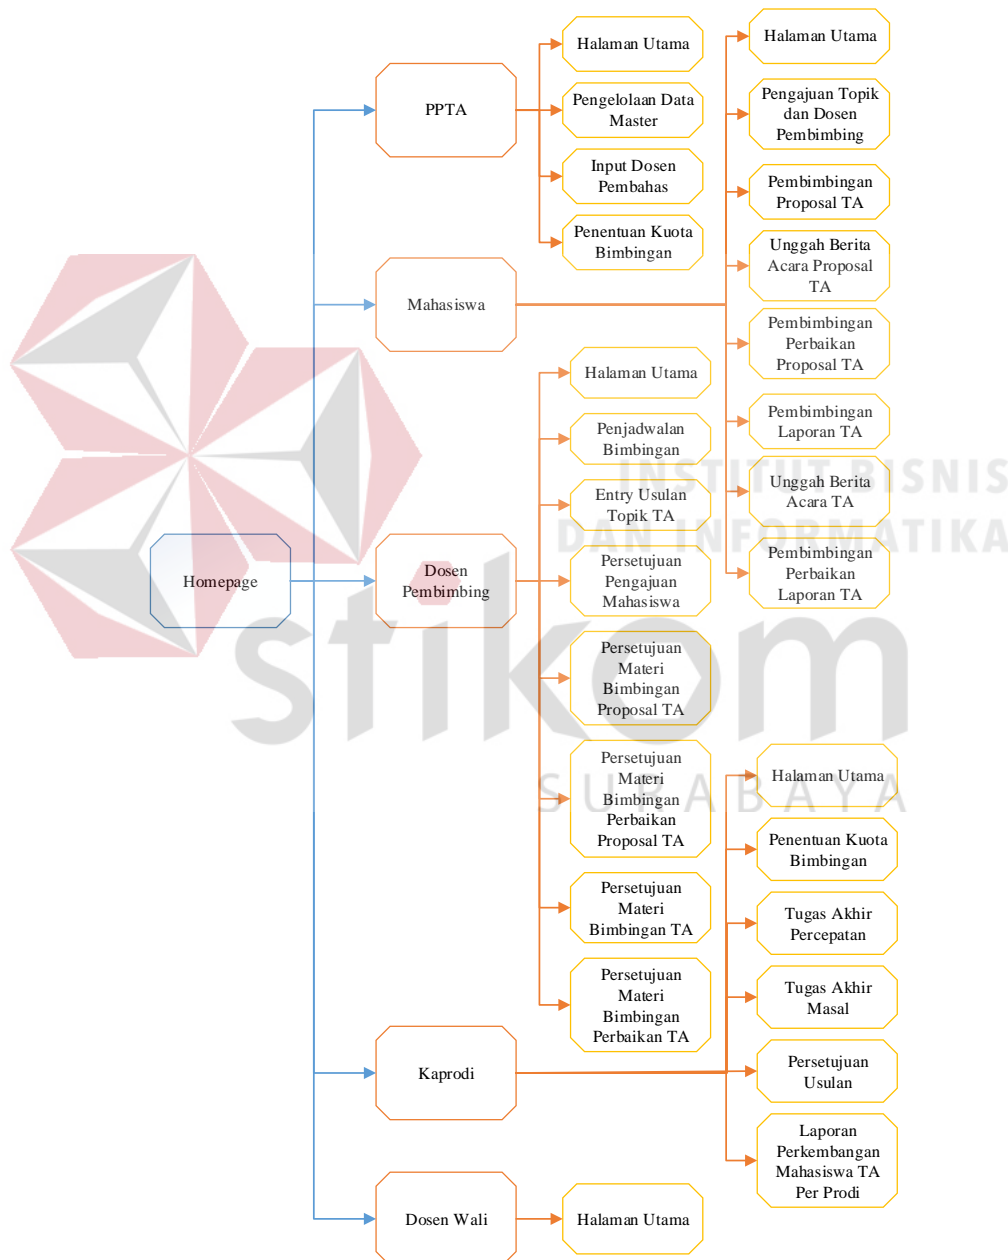 Homepage
PPTA
Halaman Utama
Pengelolaan Data
Master
Input Dosen
Pembahas
Penentuan Kuota
Bimbingan
Mahasiswa
Halaman Utama
Pengajuan Topik
dan Dosen
Pembimbing
Pembimbingan
Proposal TA
Unggah Berita
Acara Proposal
TA
Pembimbingan
Perbaikan
Proposal TA
Pembimbingan
Laporan TA
Unggah Berita
Acara TA
Pembimbingan
Perbaikan
Laporan TA
Dosen
Pembimbing
Halaman Utama
Penjadwalan
Bimbingan
Entry Usulan
Topik TA
Persetujuan
Pengajuan
Mahasiswa
Persetujuan
Materi
Bimbingan
Proposal TA
Persetujuan
Materi
Bimbingan
Perbaikan
Proposal TA
Persetujuan
Materi
Bimbingan TA
Persetujuan
Materi
Bimbingan
Perbaikan TA
Kaprodi
Halaman Utama
Penentuan Kuota
Bimbingan
Tugas Akhir
Percepatan
Tugas Akhir
Masal
Persetujuan
Usulan
Laporan
Perkembangan
Mahasiswa TA
Per Prodi
Dosen Wali
Halaman Utama
INSTITUT BISNIS
DAN INFORMATIKA
stikom
SURABAYA